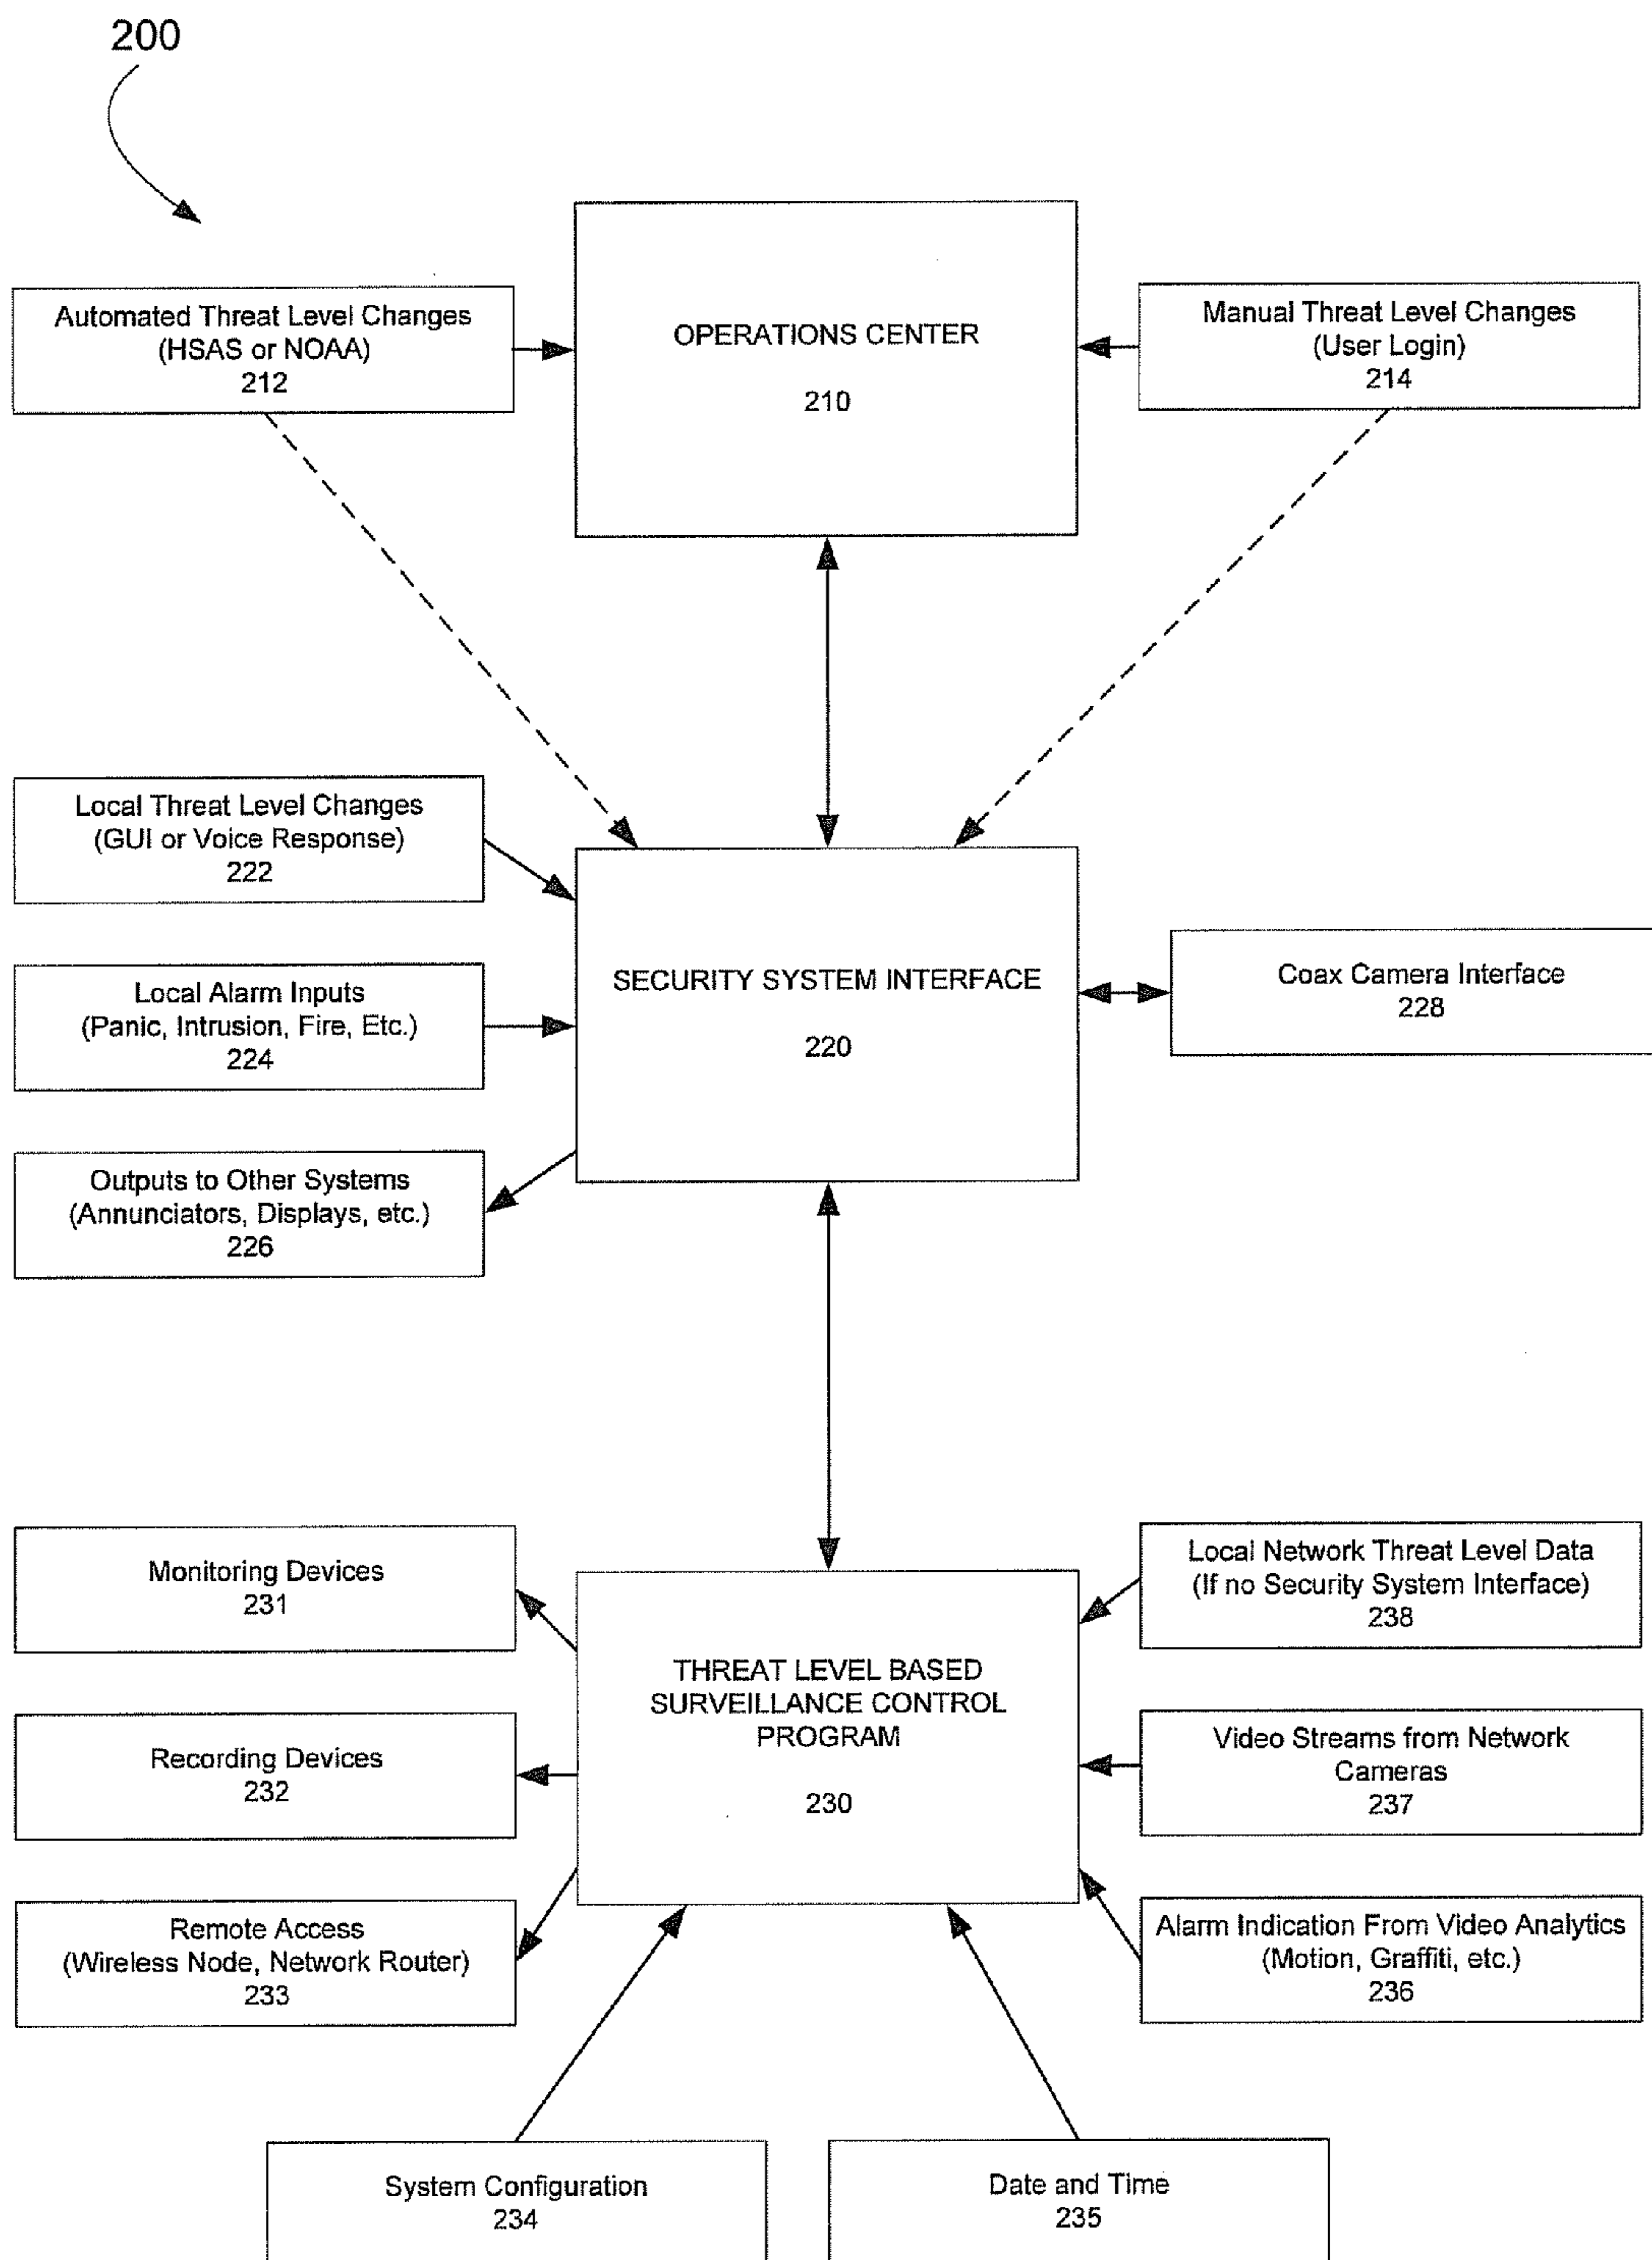 200
Automated Threat Level Changes
(HSAS or NOAA)
212
OPERATIONS CENTER
210
Manual Threat Level Changes
(User Login)
214
Local Threat Level Changes
(GUI or Voice Response)
222
Local Alarm Inputs
(Panic, Intrusion, Fire, Etc.)
224
Outputs to Other Systems
(Annunciators, Displays, etc.)
226
SECURITY SYSTEM INTERFACE
220
Coax Camera Interface
228
Monitoring Devices
231
Recording Devices
232
Remote Access
(Wireless Node, Network Router)
233
THREAT LEVEL BASED
SURVEILLANCE CONTROL
PROGRAM
230
Local Network Threat Level Data
(If no Security System Interface)
238
Video Streams from Network
Cameras
237
Alarm Indication From Video Analytics
(Motion, Graffiti, etc.)
236
System Configuration
234
Date and Time
235